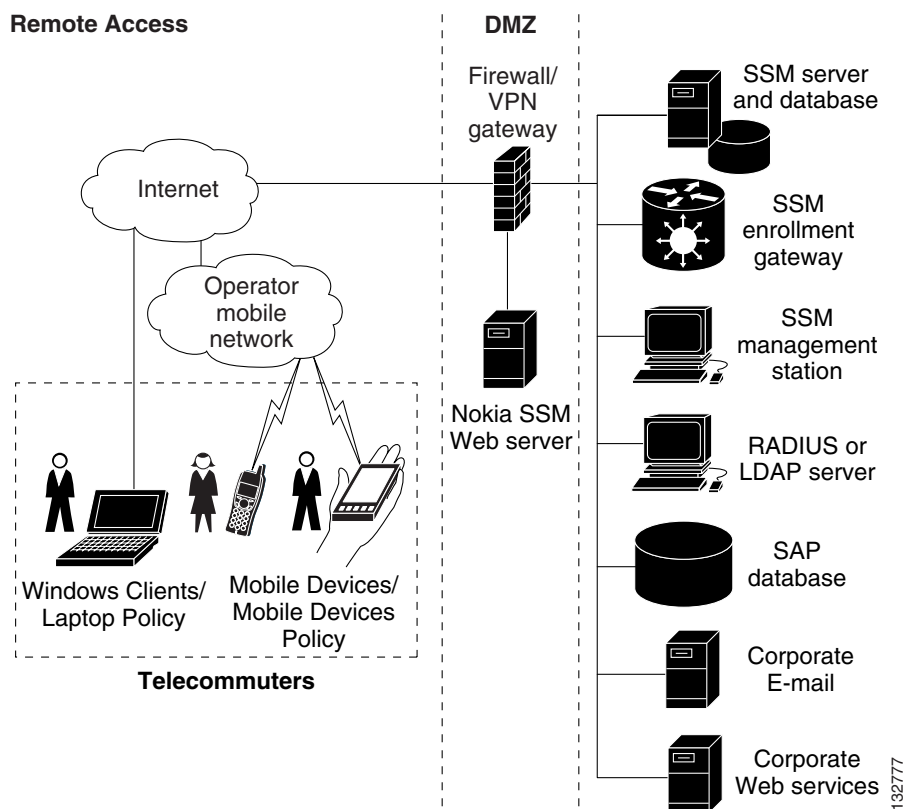 Remote Access
DMZ
Firewall/
VPN
gateway
SSM server
and database
Internet
SSM
enrollment
gateway
Operator
mobile
network
SSM
management
station
Nokia SSM
Web server
RADIUS or
LDAP server
Windows Clients/
Laptop Policy
Mobile Devices/
Mobile Devices
Policy
SAP
database
Telecommuters
Corporate
E-mail
Corporate
Web services
132777